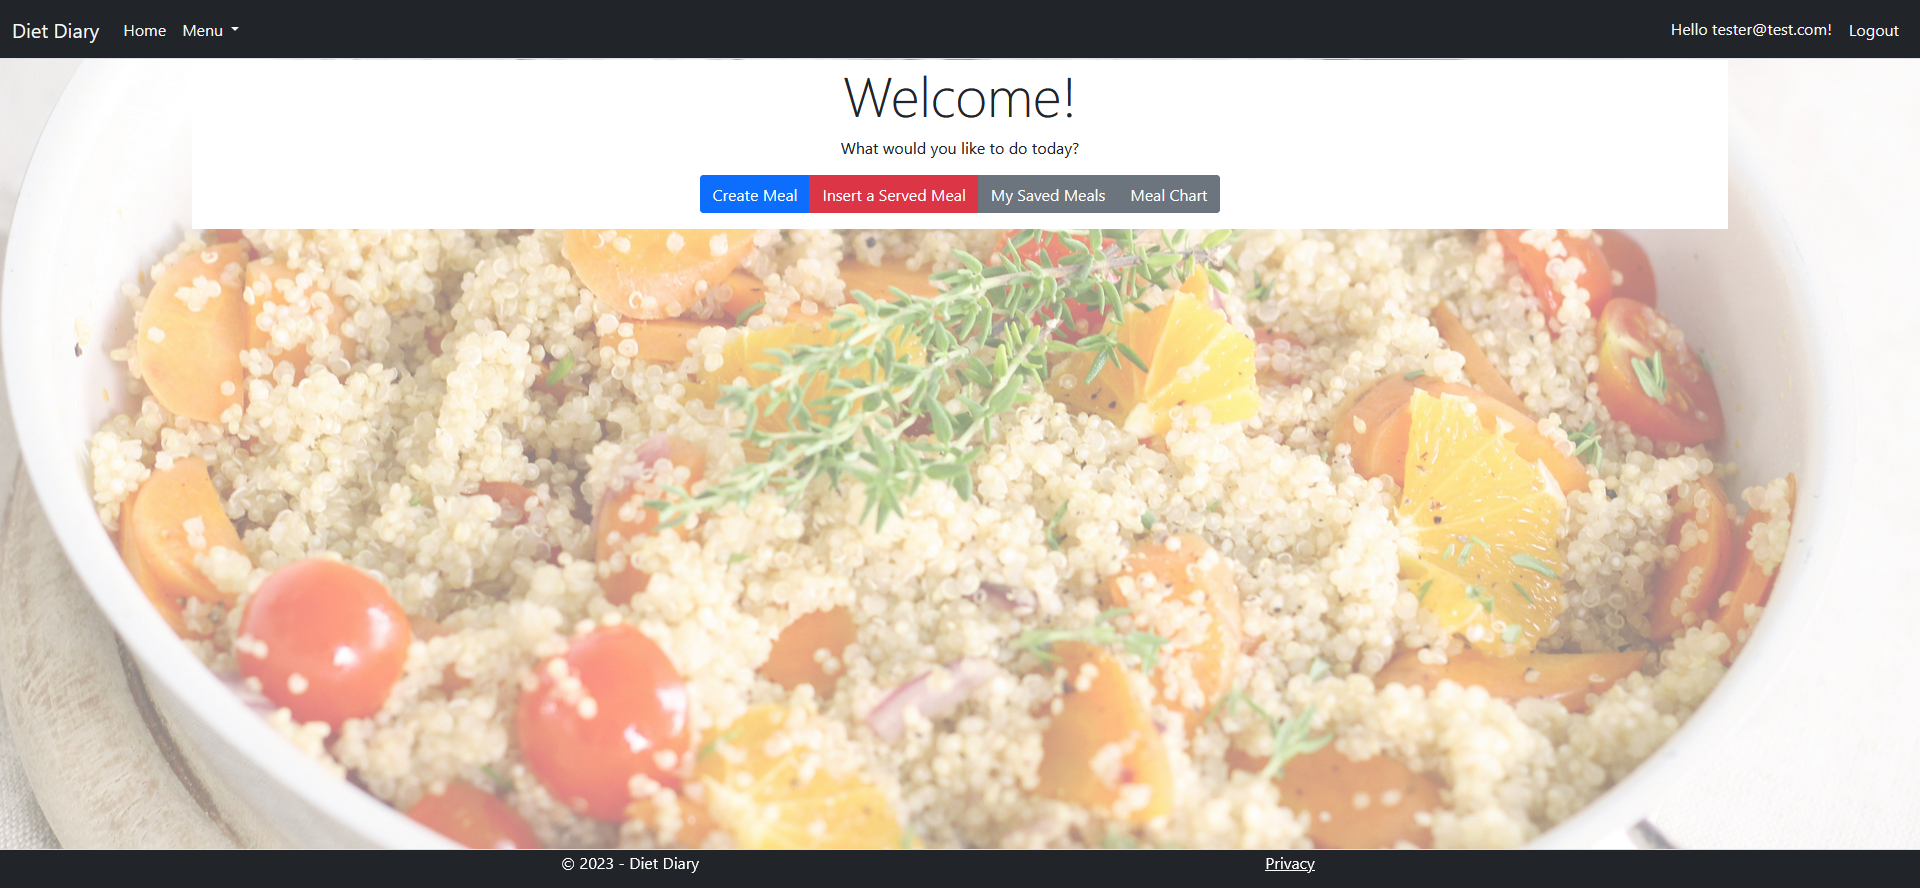 Diet Diary Home Menu Hello tester@test.com! Logout
Welcome!
What would you like to do today?
Create Meal Insert a Served Meal My Saved Meals Meal Chart
© 2023 - Diet Diary Privacy